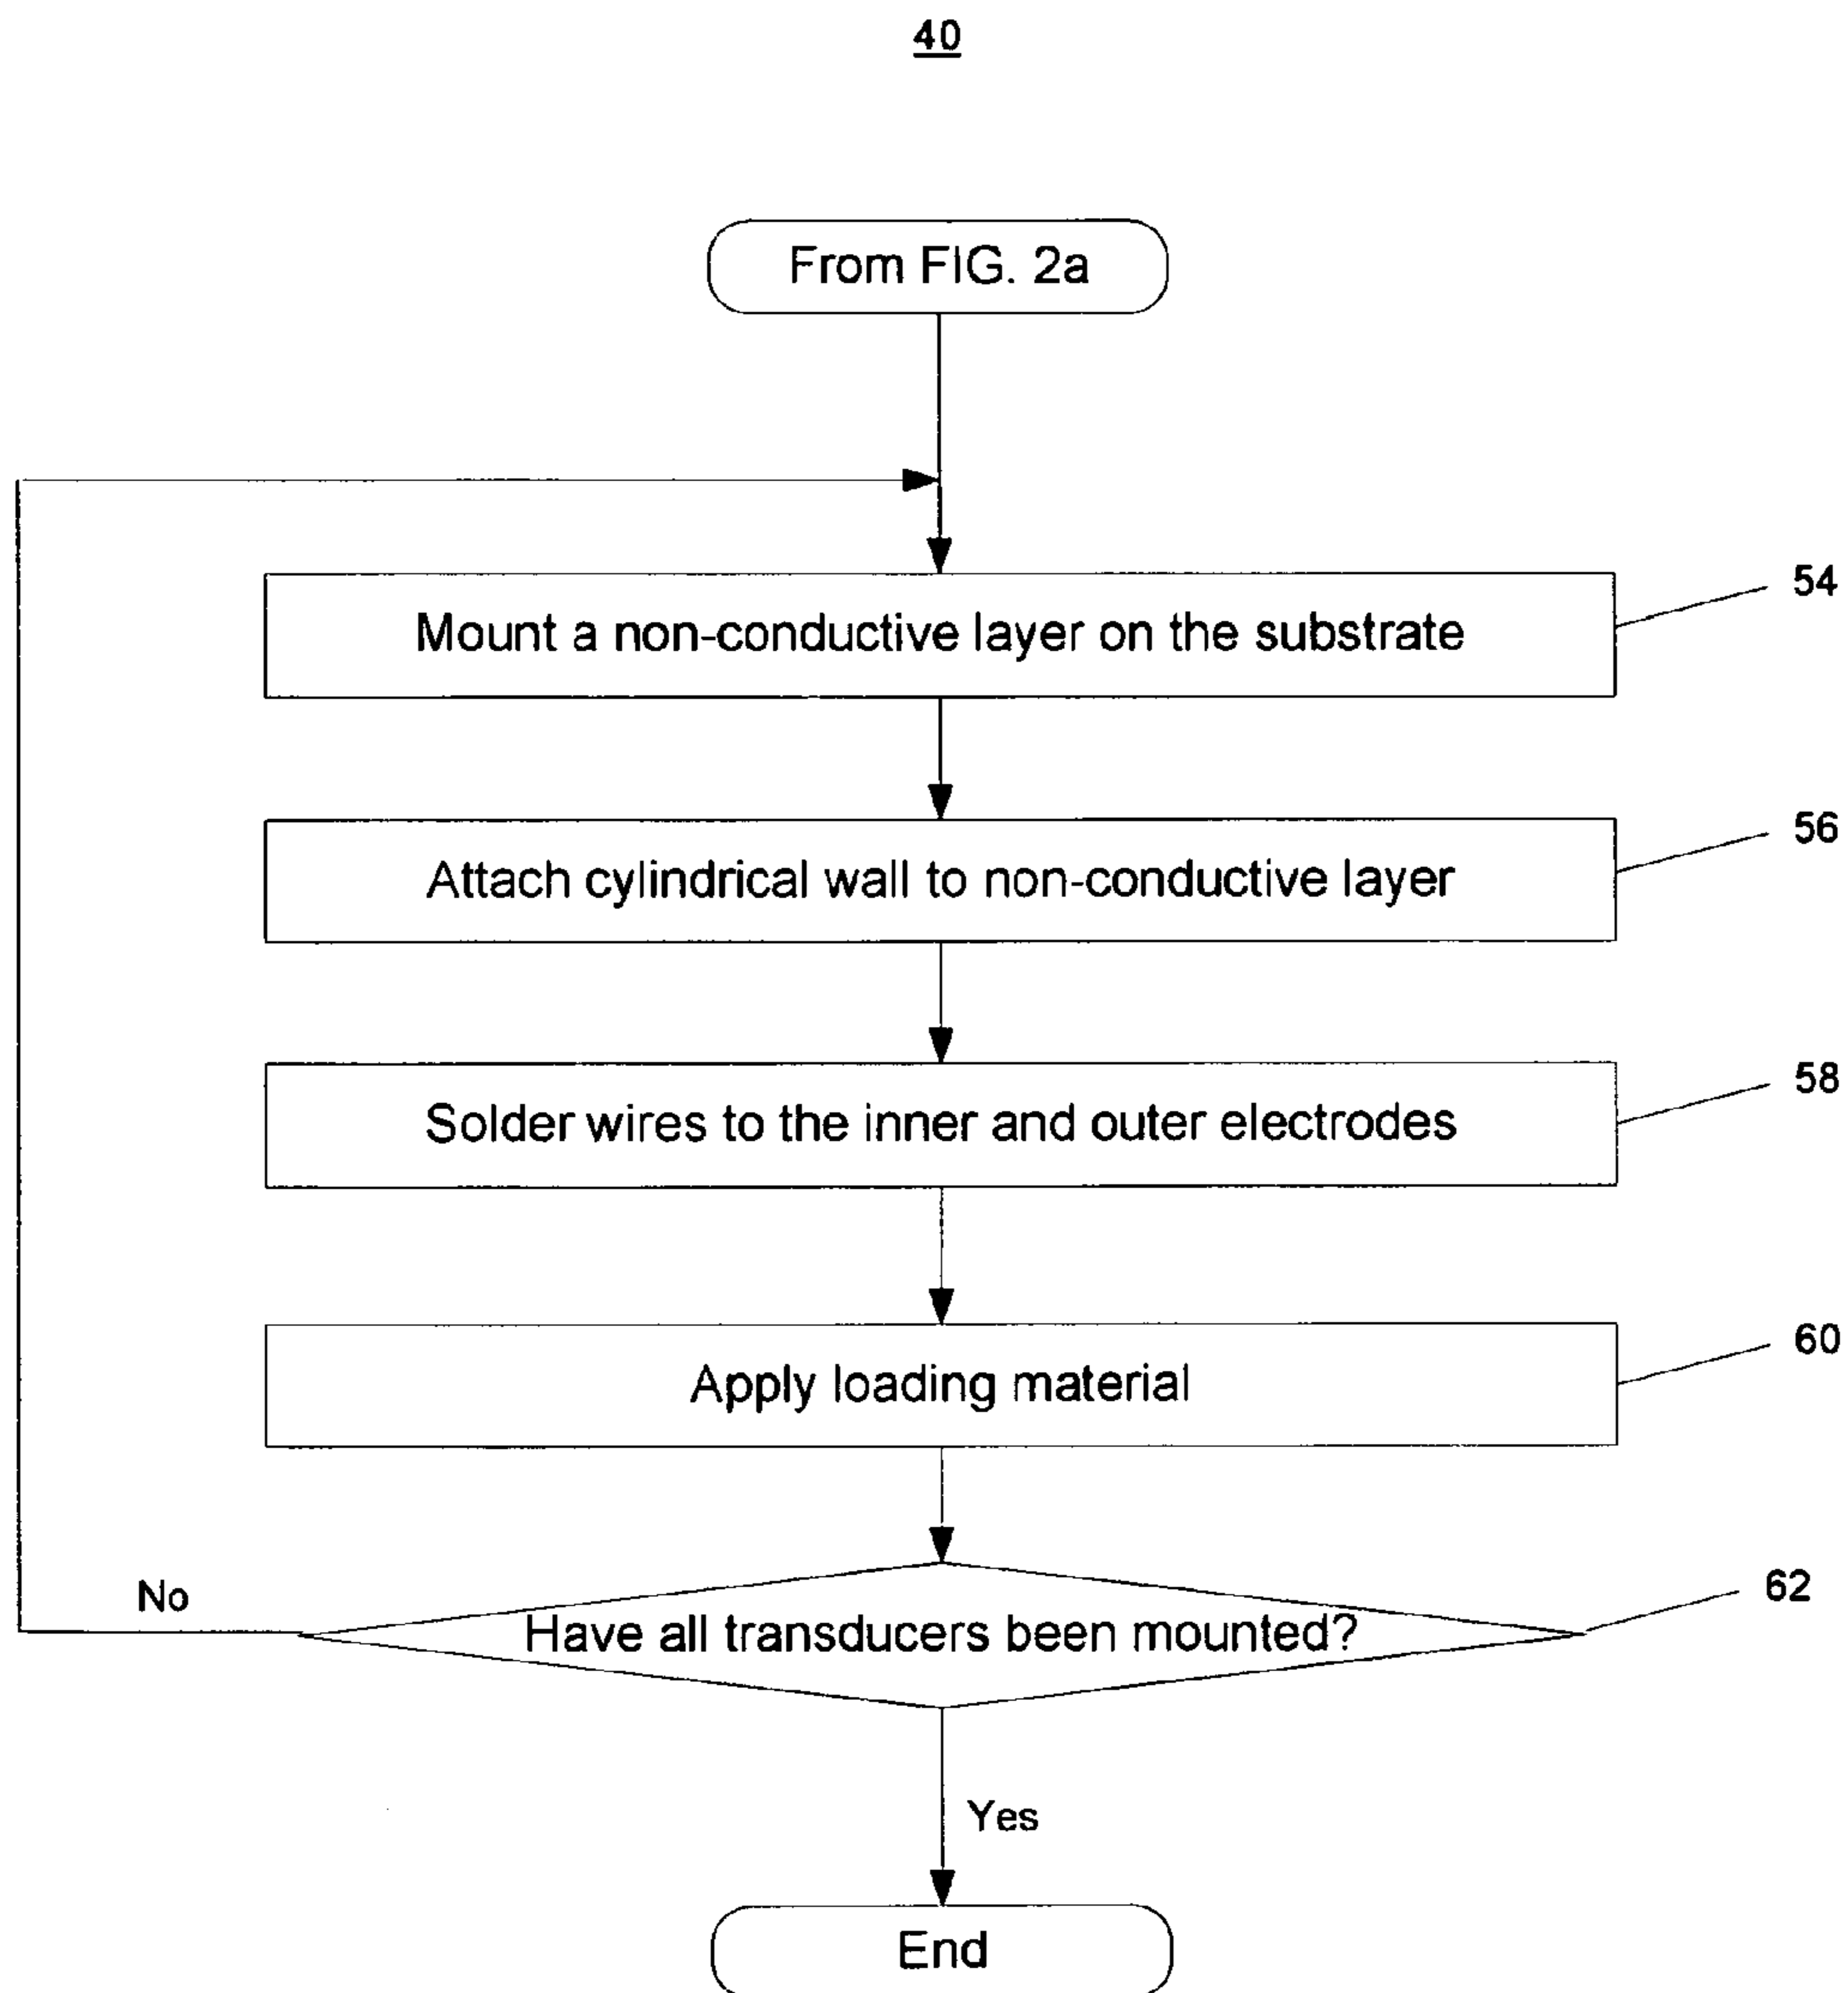 40
From FIG. 2a
Mount a non-conductive layer on the substrate
54
Attach cylindrical wall to non-conductive layer
56
Solder wires to the inner and outer electrodes
58
Apply loading material
60
No
Have all transducers been mounted?
62
Yes
End